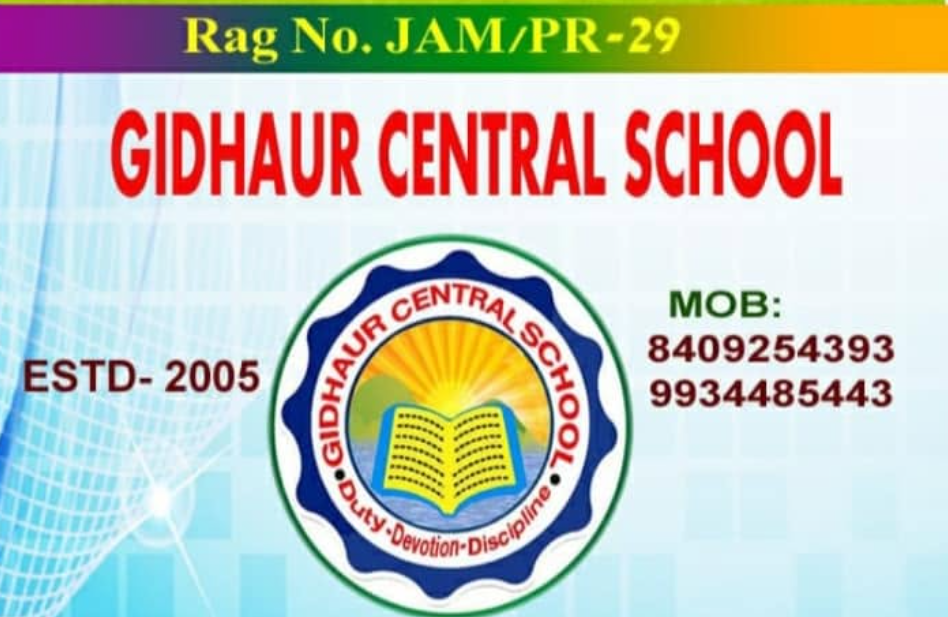 Rag No. JAM/PR-29
GIDHAUR CENTRAL SCHOOL
ESTD- 2005
GIDHAUR CENTRAL SCHOOL
Duty-Devotion-Discipline
MOB:
8409254393
9934485443